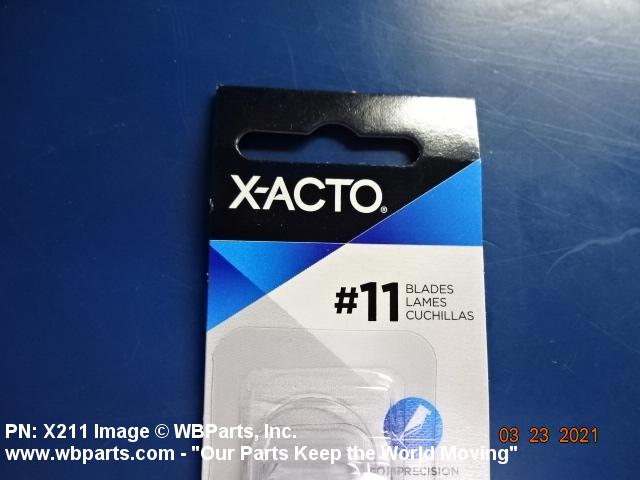 X-ACTO®
#11 BLADES
LAMES
CUCHILLAS
PRECISION
03 23 2021
PN: X211 Image © WBParts, Inc.
www.wbparts.com - "Our Parts Keep the World Moving"